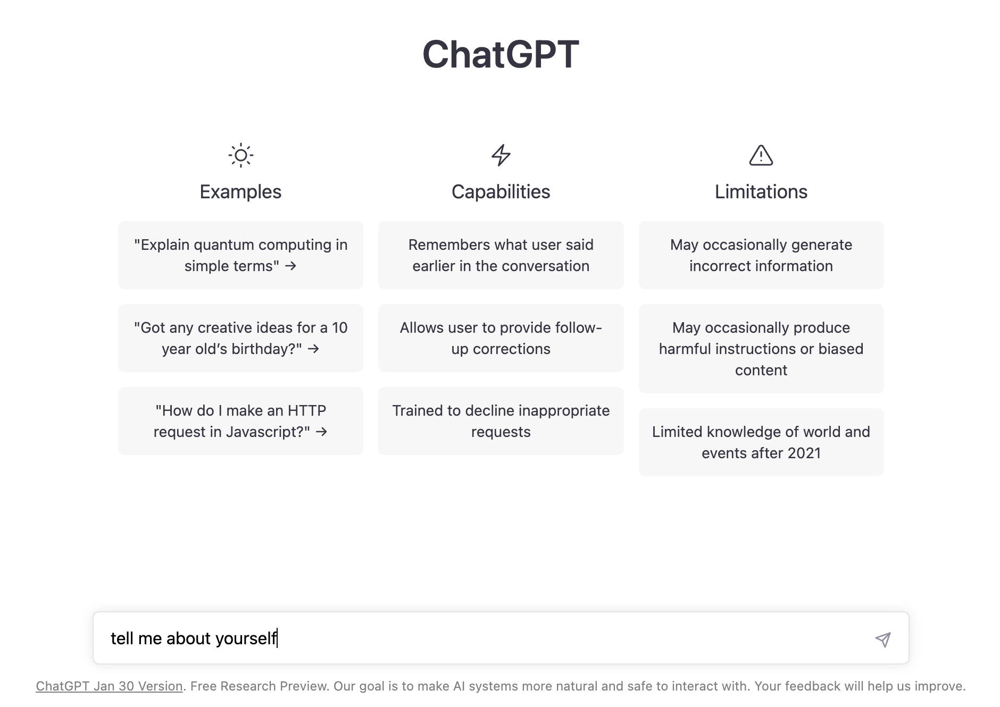 ChatGPT
Examples
"Explain quantum computing in
simple terms" →
"Got any creative ideas for a 10
year old’s birthday?" →
"How do I make an HTTP
request in Javascript?" →
Capabilities
Remembers what user said
earlier in the conversation
Allows user to provide follow-
up corrections
Trained to decline inappropriate
requests
Limitations
May occasionally generate
incorrect information
May occasionally produce
harmful instructions or biased
content
Limited knowledge of world and
events after 2021
tell me about yourself
ChatGPT Jan 30 Version. Free Research Preview. Our goal is to make AI systems more natural and safe to interact with. Your feedback will help us improve.